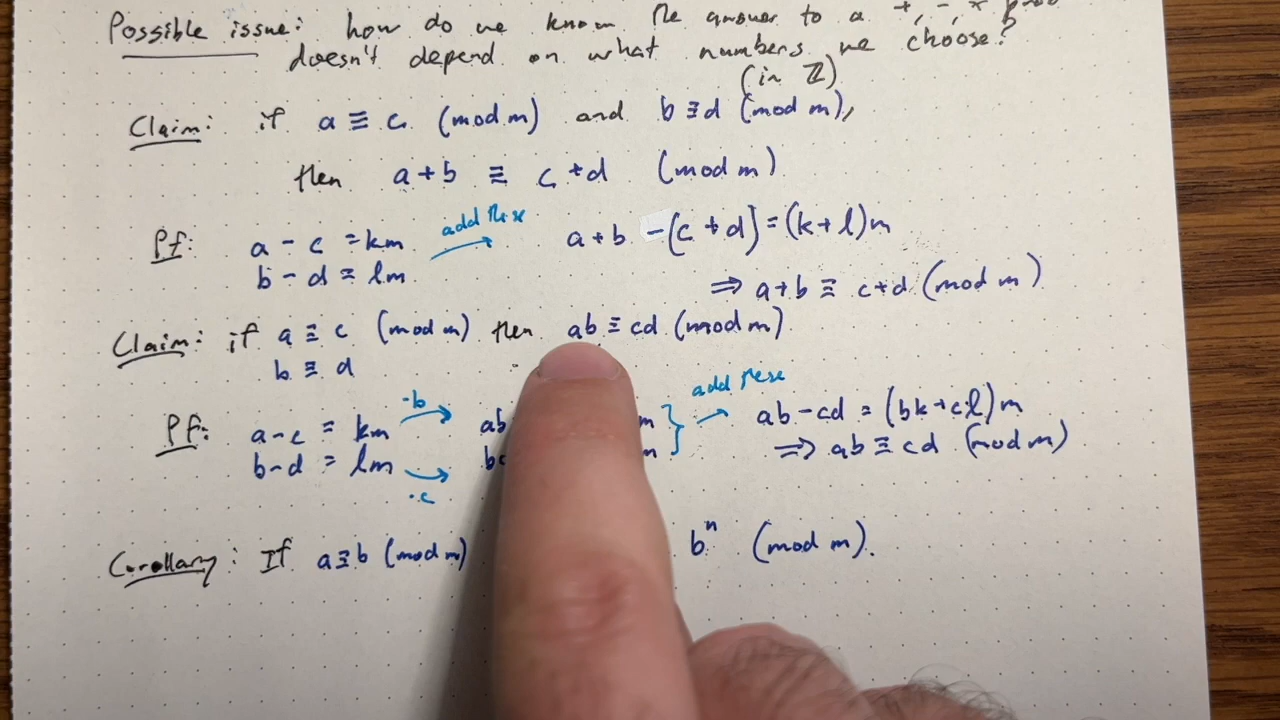 Possible issue: how do we know the answer to a +, -, ×
doesn't depend on what numbers we choose?
(in ℤ)
Claim: if a ≡ c (mod m) and b ≡ d (mod m),
then a+b ≡ c+d (mod m)
Pf: a - c = km add these a+b -(c+d) = (k+l)m
b - d = lm
⇒ a+b ≡ c+d (mod m)
Claim: if a ≡ c (mod m) then ab ≡ cd (mod m)
b ≡ d
Pf: a-c = km ·b ab m } add these ab-cd = (bk+cl)m
b-d = lm ·c m ⇒ ab ≡ cd (mod m)
Corollary: If a≡b (mod m) bⁿ (mod m).